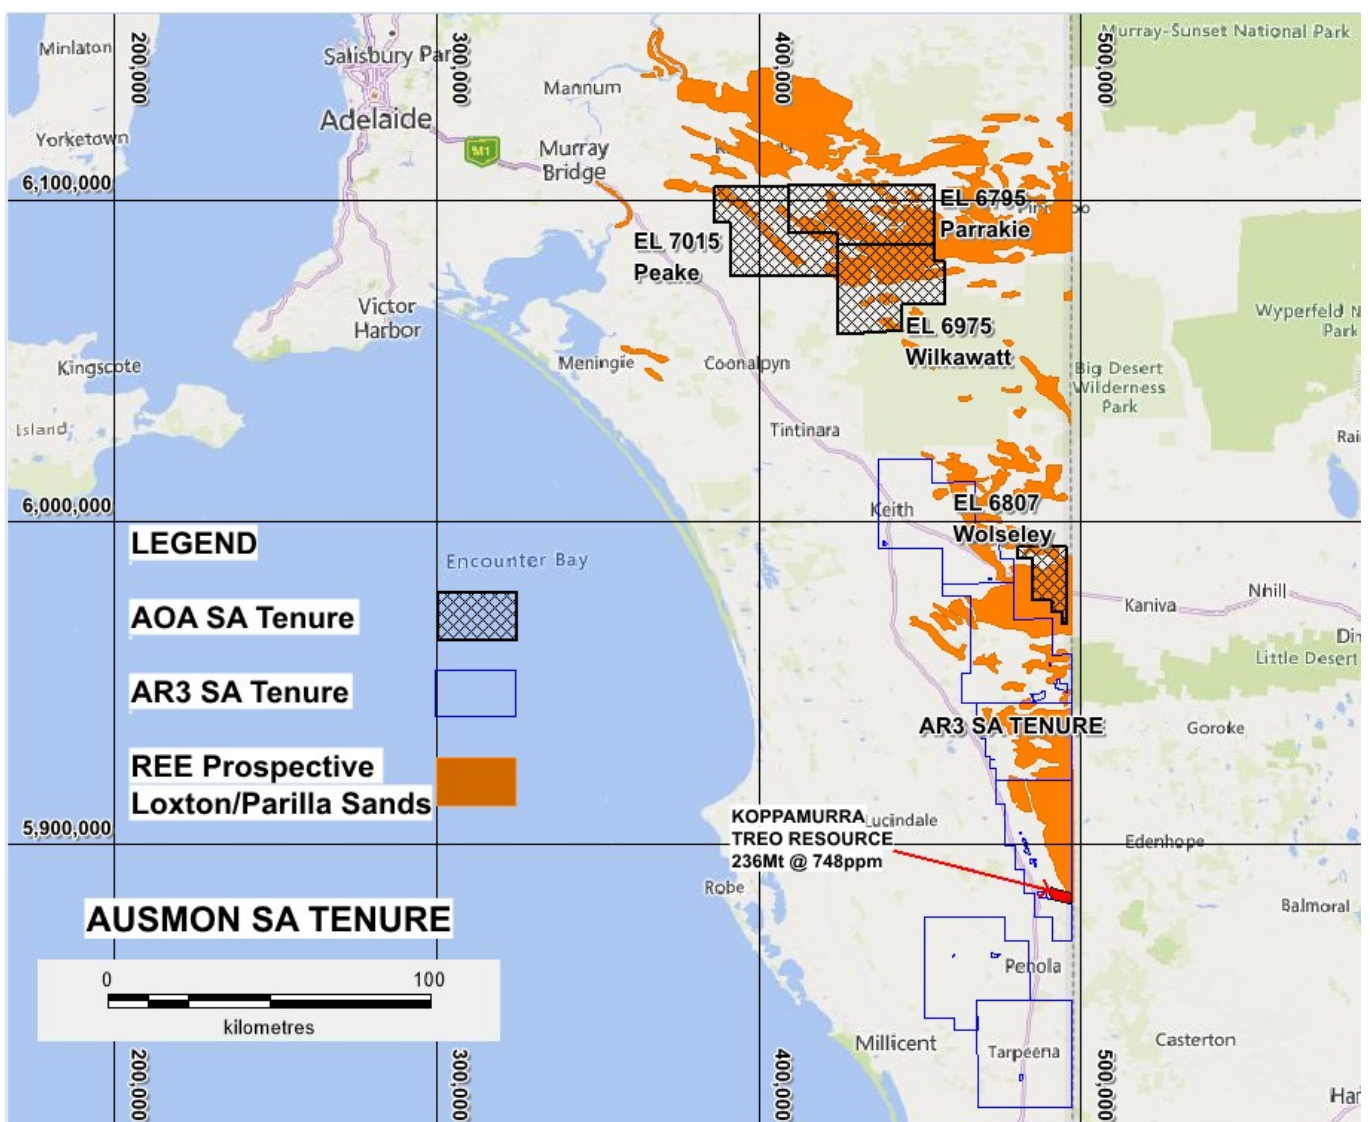 Minlaton
200,000
Salisbury Par
300,000
400,000
500,000
Murray-Sunset National Park
Mannum
Adelaide
Yorketown
M1
Murray
Bridge
6,100,000
EL 6795
Parrakie
EL 7015
Peake
Victor
Harbor
EL 6975
Wilkawatt
Wyperfeld N
Park
Kingscote
Meningie
Coonalpyn
Big Desert
Wilderness
Park
Island
Tintinara
Rai
6,000,000
Keith
EL 6807
Wolseley
LEGEND
Encounter Bay
AOA SA Tenure
Kaniva
Nhill
Din
Little Desert
AR3 SA Tenure
AR3 SA TENURE
Goroke
REE Prospective
Loxton/Parilla Sands
5,900,000
KOPPAMURRA
TREO RESOURCE
236Mt @ 748ppm
Lucindale
Edenhope
Robe
Balmoral
AUSMON SA TENURE
Penola
0 100
kilometres
Millicent
Tarpeena
Casterton
200,000
300,000
400,000
500,000
Har